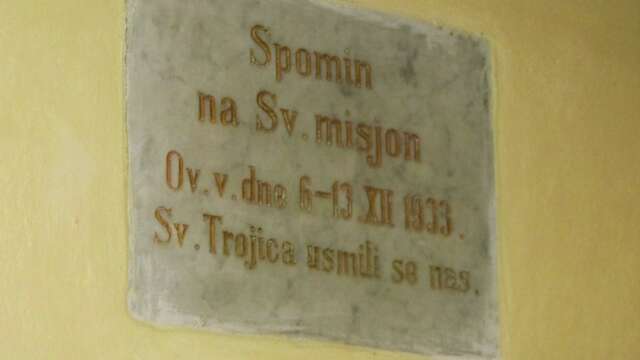 Spomin
na Sv. misjon
Ov. v. dne 6-13 XII 1933.
Sv. Trojica usmili se nas.